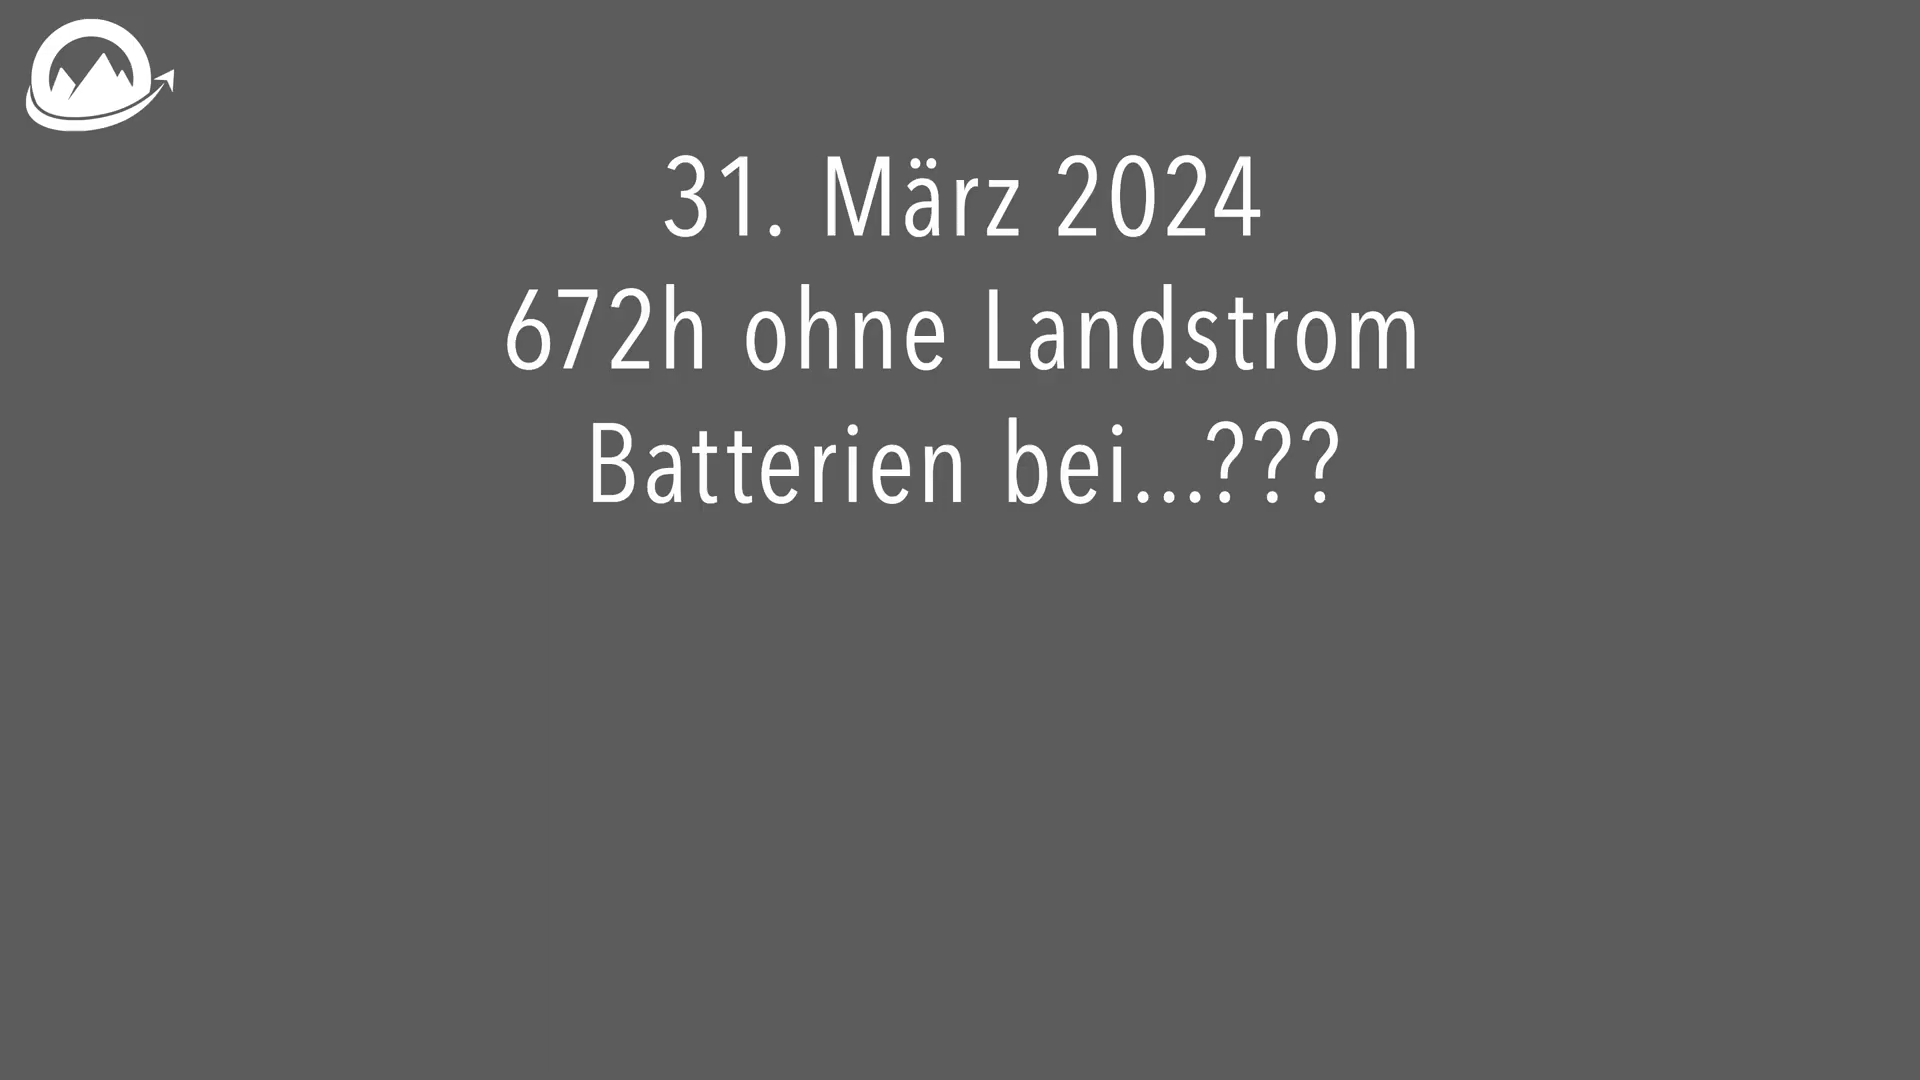 31. März 2024
672h ohne Landstrom
Batterien bei...???